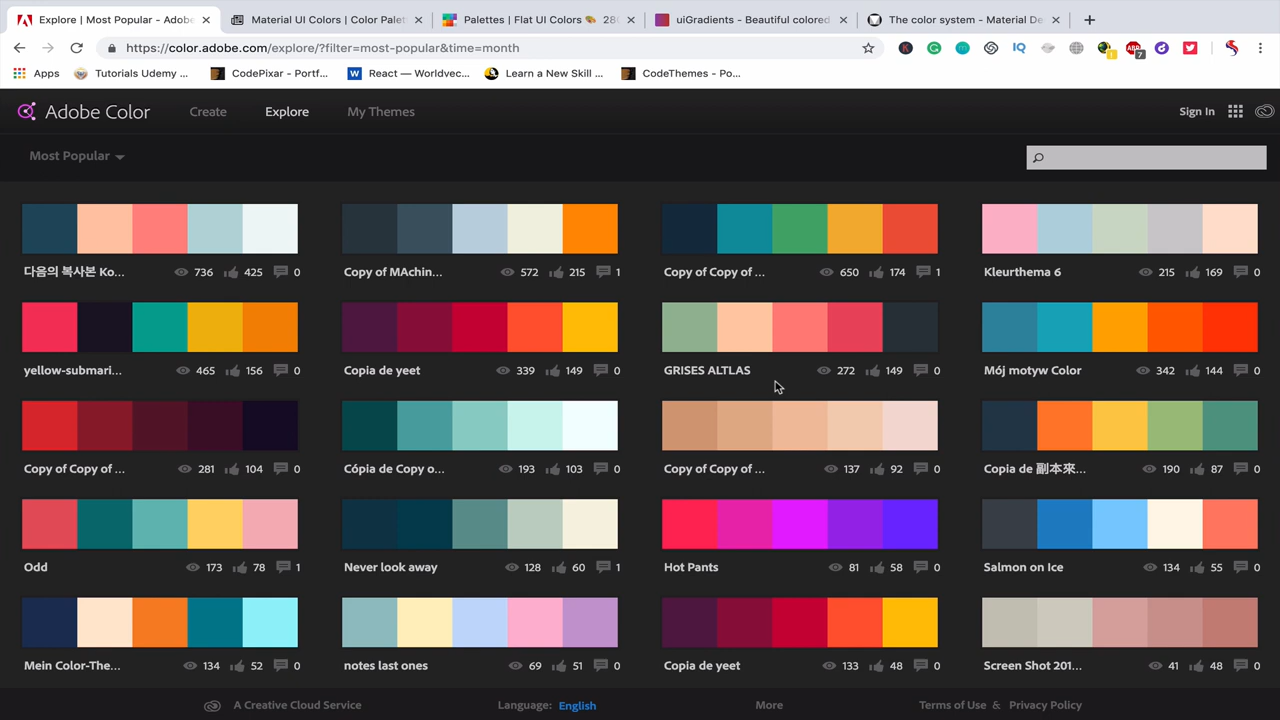 Explore | Most Popular - Adobe
Material UI Colors | Color Palet
Palettes | Flat UI Colors 🎨 280
uiGradients - Beautiful colored
The color system - Material De
https://color.adobe.com/explore/?filter=most-popular&time=month
IQ
1
ABP
7
Apps
Tutorials Udemy ...
CodePixar - Portf...
W
React — Worldvec...
Learn a New Skill ...
CodeThemes - Po...
Adobe Color
Create
Explore
My Themes
Sign In
Most Popular
다음의 복사본 Ko... 736 425 0
Copy of MAchin... 572 215 1
Copy of Copy of ... 650 174 1
Kleurthema 6 215 169 0
yellow-submari... 465 156 0
Copia de yeet 339 149 0
GRISES ALTLAS 272 149 0
Mój motyw Color 342 144 0
Copy of Copy of ... 281 104 0
Cópia de Copy o... 193 103 0
Copy of Copy of ... 137 92 0
Copia de 副本來... 190 87 0
Odd 173 78 1
Never look away 128 60 1
Hot Pants 81 58 0
Salmon on Ice 134 55 0
Mein Color-The... 134 52 0
notes last ones 69 51 0
Copia de yeet 133 48 0
Screen Shot 201... 41 48 0
A Creative Cloud Service
Language: English
More
Terms of Use & Privacy Policy